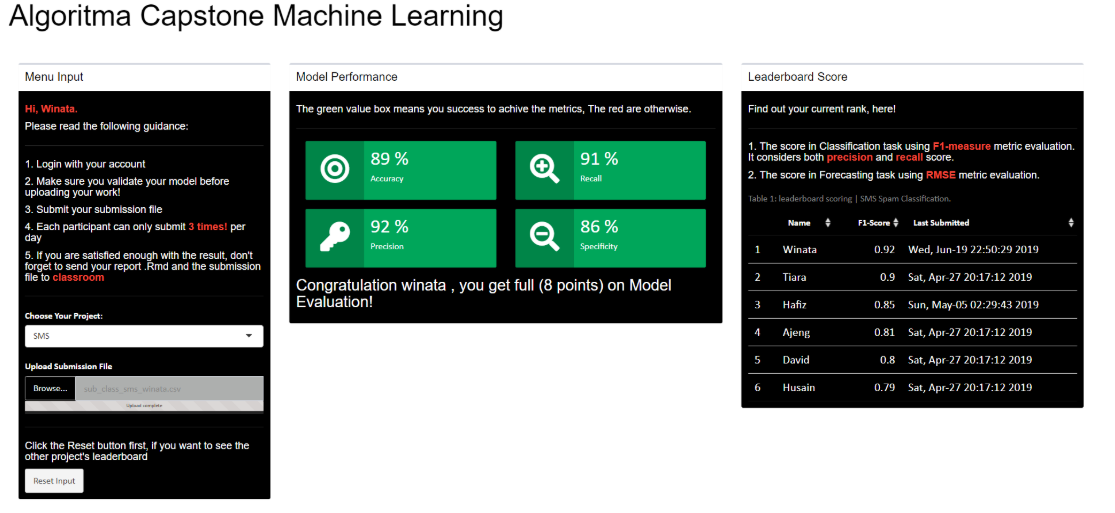 Algoritma Capstone Machine Learning
Menu Input
Hi, Winata.
Please read the following guidance:
1. Login with your account
2. Make sure you validate your model before
uploading your work!
3. Submit your submission file
4. Each participant can only submit 3 times! per
day
5. If you are satisfied enough with the result, don't
forget to send your report .Rmd and the submission
file to classroom
Choose Your Project:
SMS
Upload Submission File
Browse...
sub_class_sms_winata.csv
Upload complete
Click the Reset button first, if you want to see the
other project's leaderboard
Reset Input
Model Performance
The green value box means you success to achive the metrics, The red are otherwise.
89 %
Accuracy
91 %
Recall
92 %
Precision
86 %
Specificity
Congratulation winata , you get full (8 points) on Model
Evaluation!
Leaderboard Score
Find out your current rank, here!
1. The score in Classification task using F1-measure metric evaluation.
It considers both precision and recall score.
2. The score in Forecasting task using RMSE metric evaluation.
Table 1: leaderboard scoring | SMS Spam Classification.
Name F1-Score Last Submitted
1 Winata 0.92 Wed, Jun-19 22:50:29 2019
2 Tiara 0.9 Sat, Apr-27 20:17:12 2019
3 Hafiz 0.85 Sun, May-05 02:29:43 2019
4 Ajeng 0.81 Sat, Apr-27 20:17:12 2019
5 David 0.8 Sat, Apr-27 20:17:12 2019
6 Husain 0.79 Sat, Apr-27 20:17:12 2019